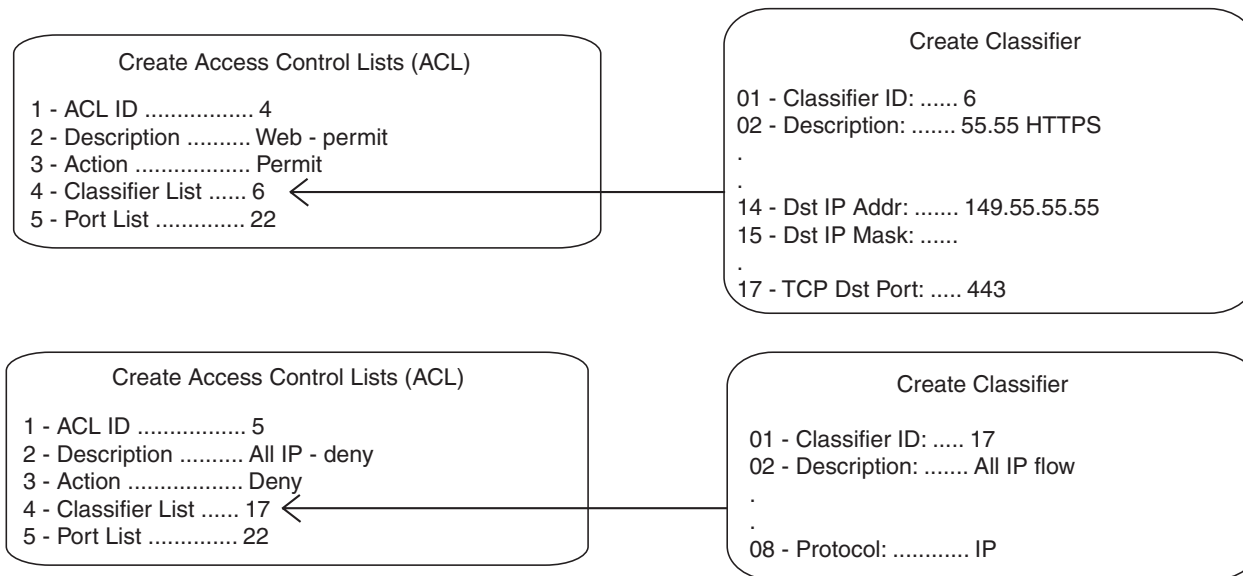 Create Access Control Lists (ACL)
1 - ACL ID ................. 4
2 - Description .......... Web - permit
3 - Action .................. Permit
4 - Classifier List ...... 6
5 - Port List .............. 22
Create Classifier
01 - Classifier ID: ...... 6
02 - Description: ....... 55.55 HTTPS
.
.
14 - Dst IP Addr: ....... 149.55.55.55
15 - Dst IP Mask: ......
.
17 - TCP Dst Port: ..... 443
Create Access Control Lists (ACL)
1 - ACL ID ................. 5
2 - Description .......... All IP - deny
3 - Action .................. Deny
4 - Classifier List ...... 17
5 - Port List .............. 22
Create Classifier
01 - Classifier ID: ..... 17
02 - Description: ....... All IP flow
.
.
08 - Protocol: ............ IP